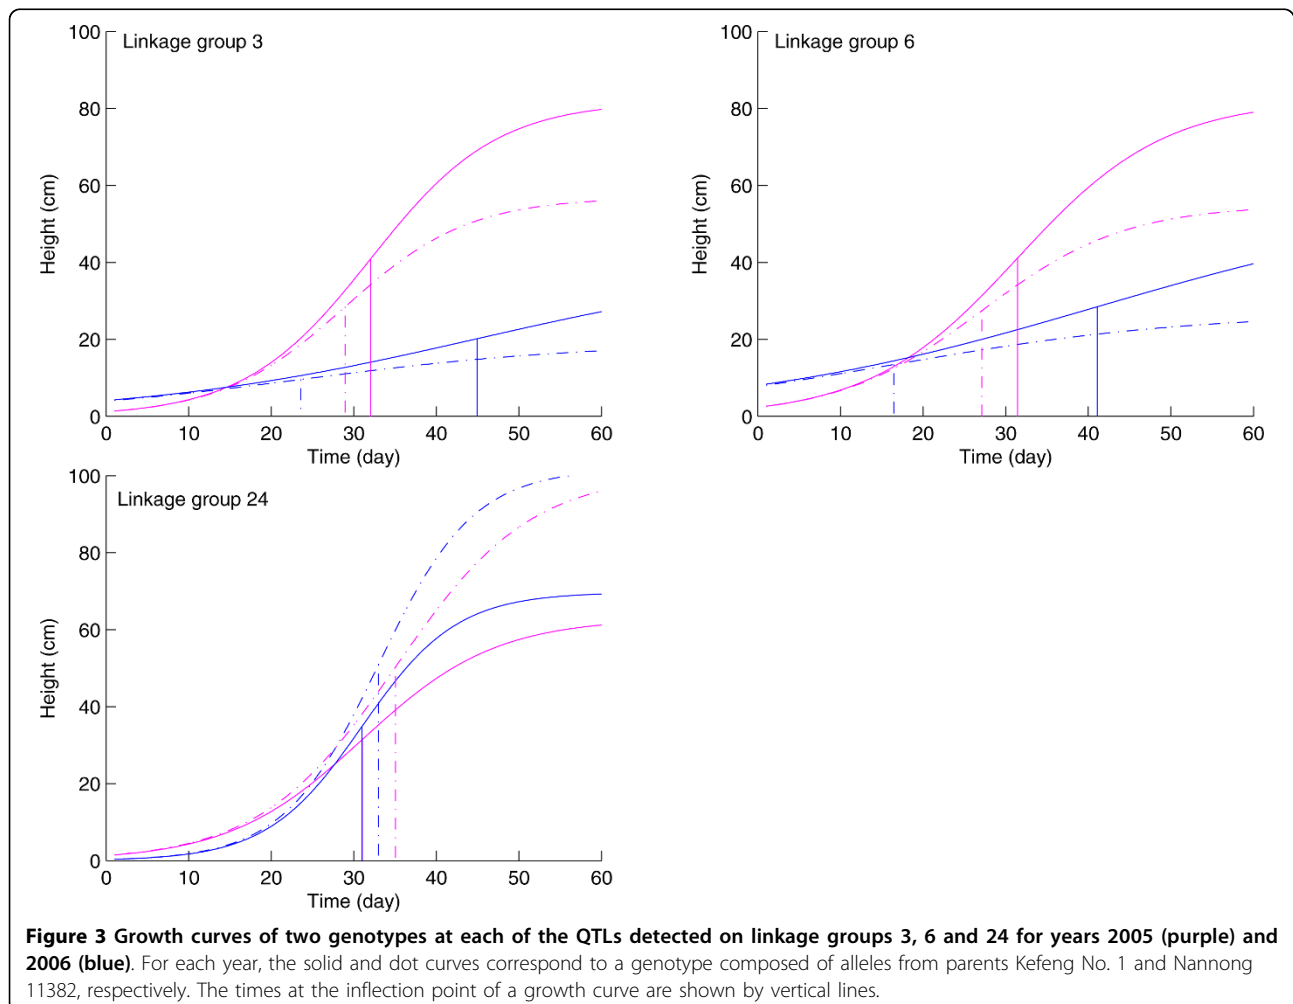 Linkage group 3
100
80
60
40
20
0
Height (cm)
0 10 20 30 40 50 60
Time (day)
Linkage group 6
100
80
60
40
20
0
Height (cm)
0 10 20 30 40 50 60
Time (day)
Linkage group 24
100
80
60
40
20
0
Height (cm)
0 10 20 30 40 50 60
Time (day)
Figure 3 Growth curves of two genotypes at each of the QTLs detected on linkage groups 3, 6 and 24 for years 2005 (purple) and
2006 (blue). For each year, the solid and dot curves correspond to a genotype composed of alleles from parents Kefeng No. 1 and Nannong
11382, respectively. The times at the inflection point of a growth curve are shown by vertical lines.